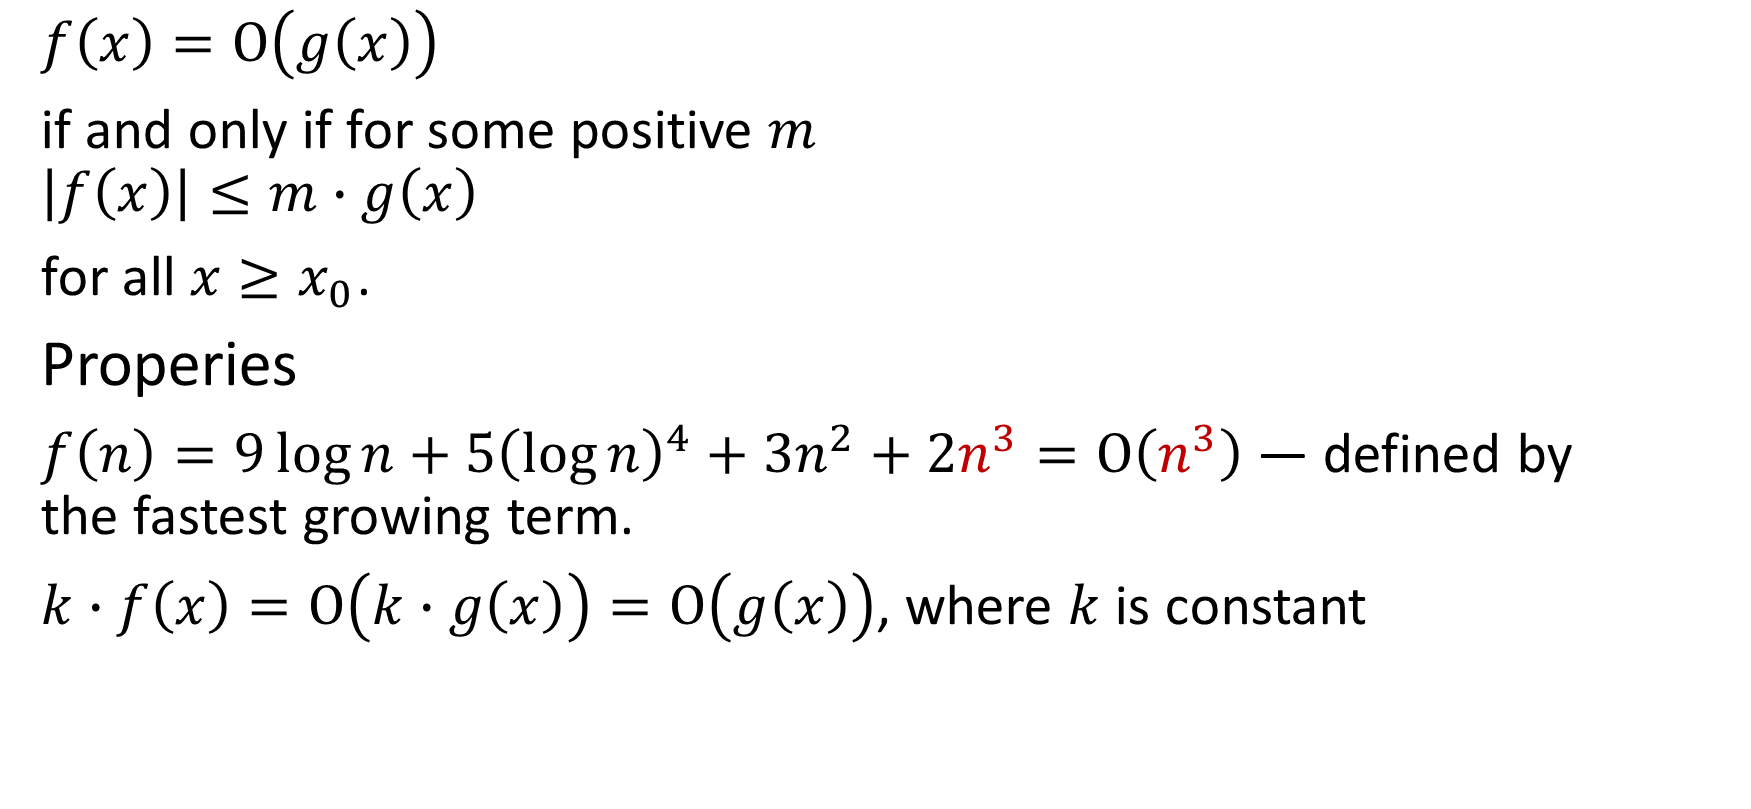 f(x) = O(g(x))
if and only if for some positive m
|f(x)| ≤ m · g(x)
for all x ≥ x₀.
Properies
f(n) = 9 log n + 5(log n)⁴ + 3n² + 2n³ = O(n³) — defined by
the fastest growing term.
k · f(x) = O(k · g(x)) = O(g(x)), where k is constant